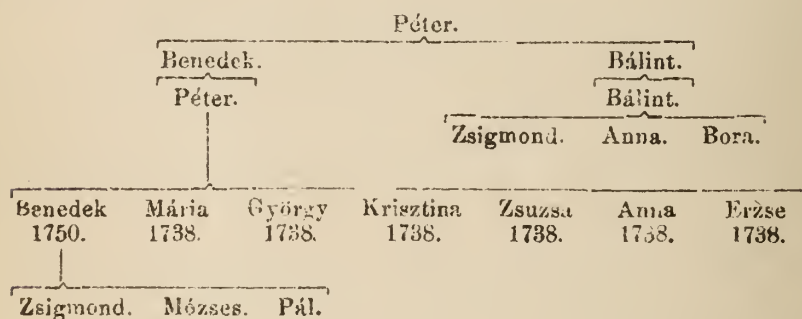 Péter.
Benedek. Bálint.
Péter. Bálint.
Zsigmond. Anna. Bora.
Benedek Mária György Krisztina Zsuzsa Anna Erzse
1750. 1738. 1738. 1738. 1738. 1738. 1738.
Zsigmond. Mózses. Pál.